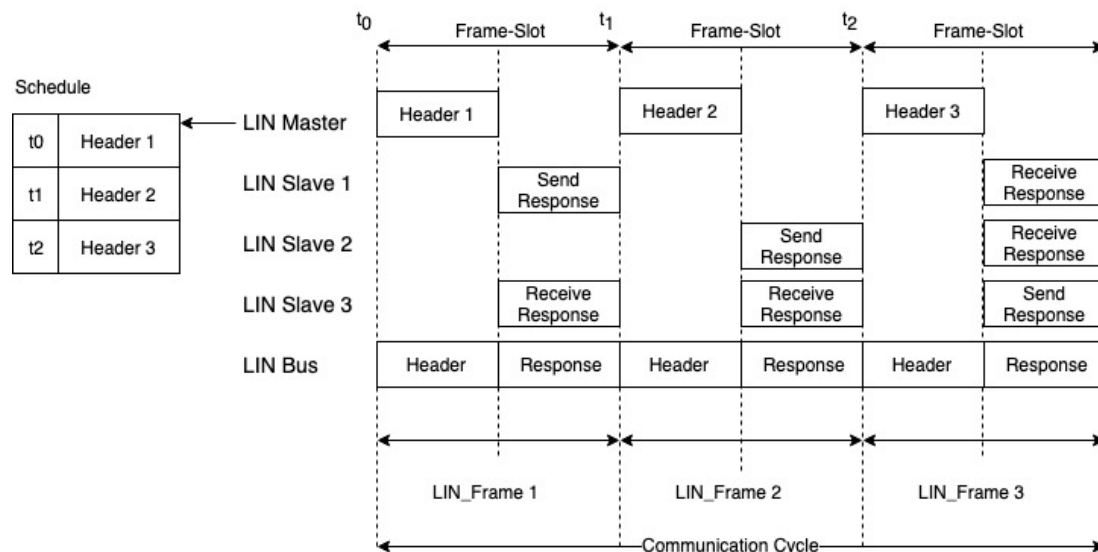 t0 Frame-Slot t1 Frame-Slot t2 Frame-Slot
Schedule
t0 Header 1
t1 Header 2
t2 Header 3
LIN Master Header 1 Header 2 Header 3
LIN Slave 1 Send Response Receive Response
LIN Slave 2 Send Response Receive Response
LIN Slave 3 Receive Response Receive Response Send Response
LIN Bus Header Response Header Response Header Response
LIN_Frame 1 LIN_Frame 2 LIN_Frame 3
Communication Cycle